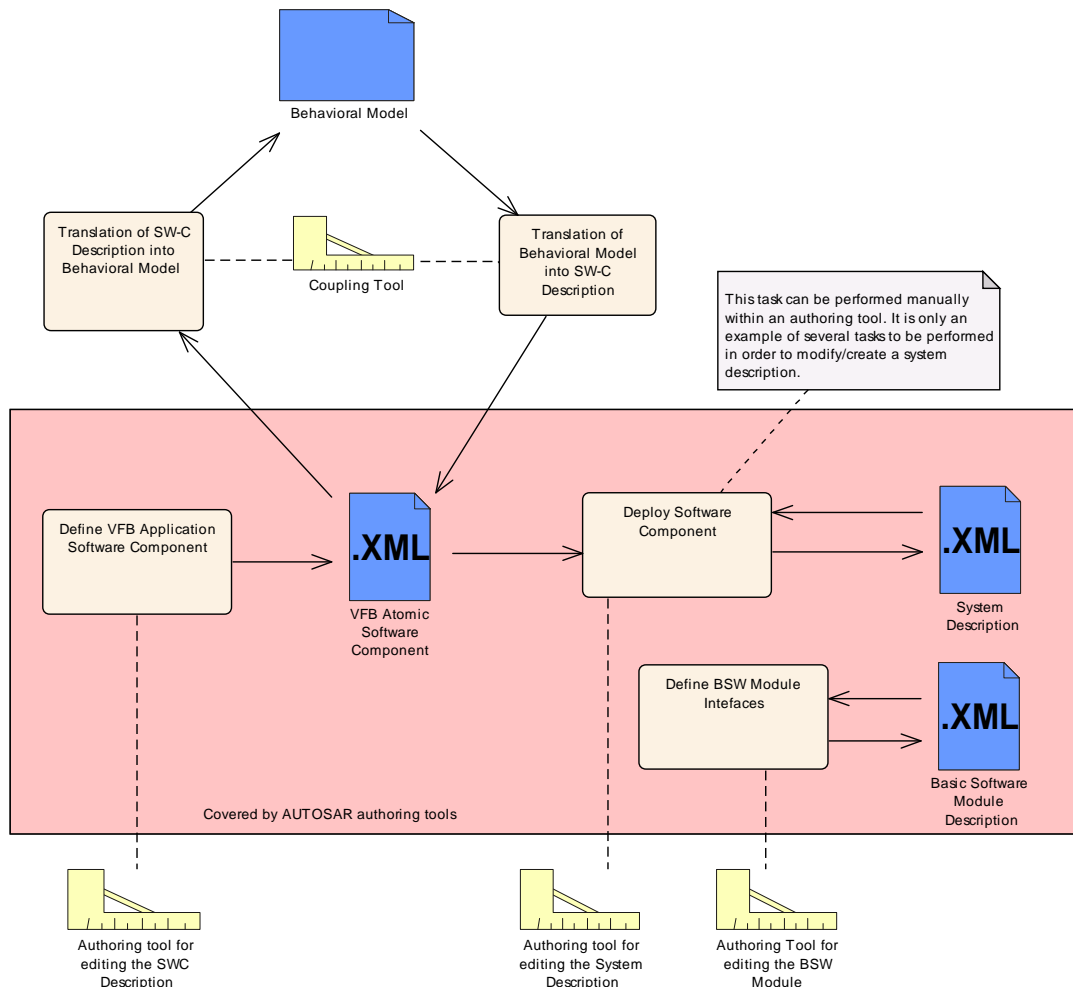 Behavioral Model
Translation of SW-C
Description into
Behavioral Model
Coupling Tool
Translation of
Behavioral Model
into SW-C
Description
This task can be performed manually
within an authoring tool. It is only an
example of several tasks to be performed
in order to modify/create a system
description.
Define VFB Application
Software Component
.XML
VFB Atomic
Software
Component
Deploy Software
Component
.XML
System
Description
Define BSW Module
Intefaces
.XML
Basic Software
Module
Description
Covered by AUTOSAR authoring tools
Authoring tool for
editing the SWC
Description
Authoring tool for
editing the System
Description
Authoring Tool for
editing the BSW
Module